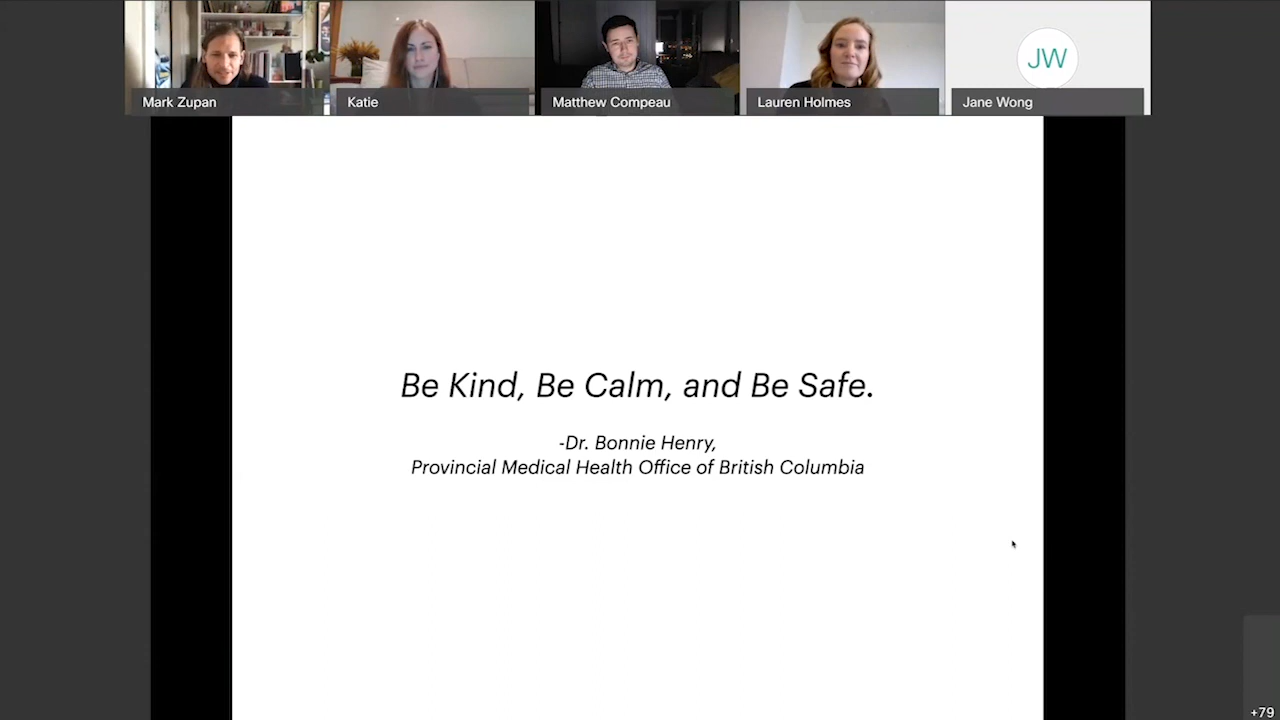 Mark Zupan
Katie
Matthew Compeau
Lauren Holmes
JW
Jane Wong
Be Kind, Be Calm, and Be Safe.
-Dr. Bonnie Henry,
Provincial Medical Health Office of British Columbia
+79